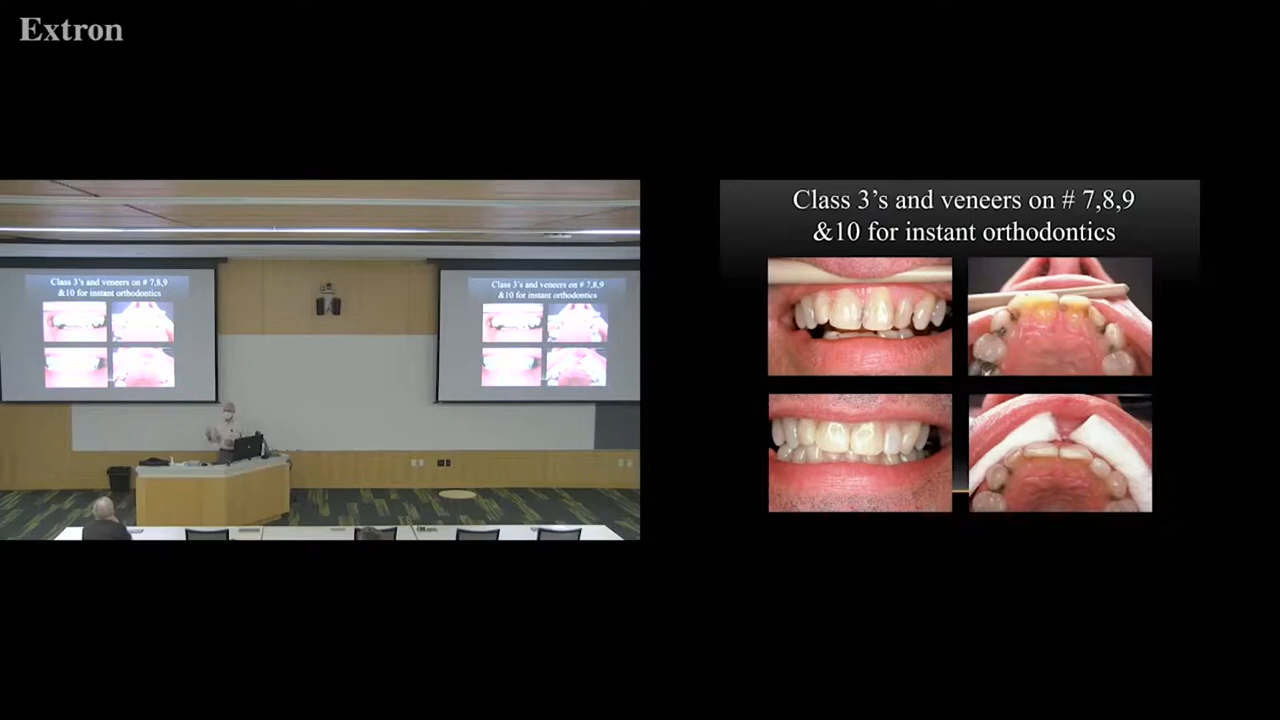 Extron
Class 3's and veneers on # 7,8,9
&10 for instant orthodontics
Class 3's and veneers on # 7,8,9
&10 for instant orthodontics
Class 3's and veneers on # 7,8,9
&10 for instant orthodontics